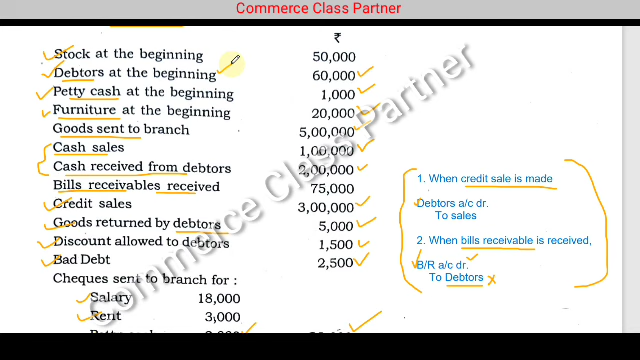 Commerce Class Partner
₹
Stock at the beginning 50,000
Debtors at the beginning 60,000
Petty cash at the beginning 1,000
Furniture at the beginning 20,000
Goods sent to branch 5,00,000
Cash sales 1,00,000
Cash received from debtors 2,00,000
Bills receivables received 75,000
Credit sales 3,00,000
Goods returned by debtors 5,000
Discount allowed to debtors 1,500
Bad Debt 2,500
Cheques sent to branch for :
Salary 18,000
Rent 3,000
1. When credit sale is made
Debtors a/c dr.
To sales
2. When bills receivable is received,
B/R a/c dr.
To Debtors
Commerce Class Partner